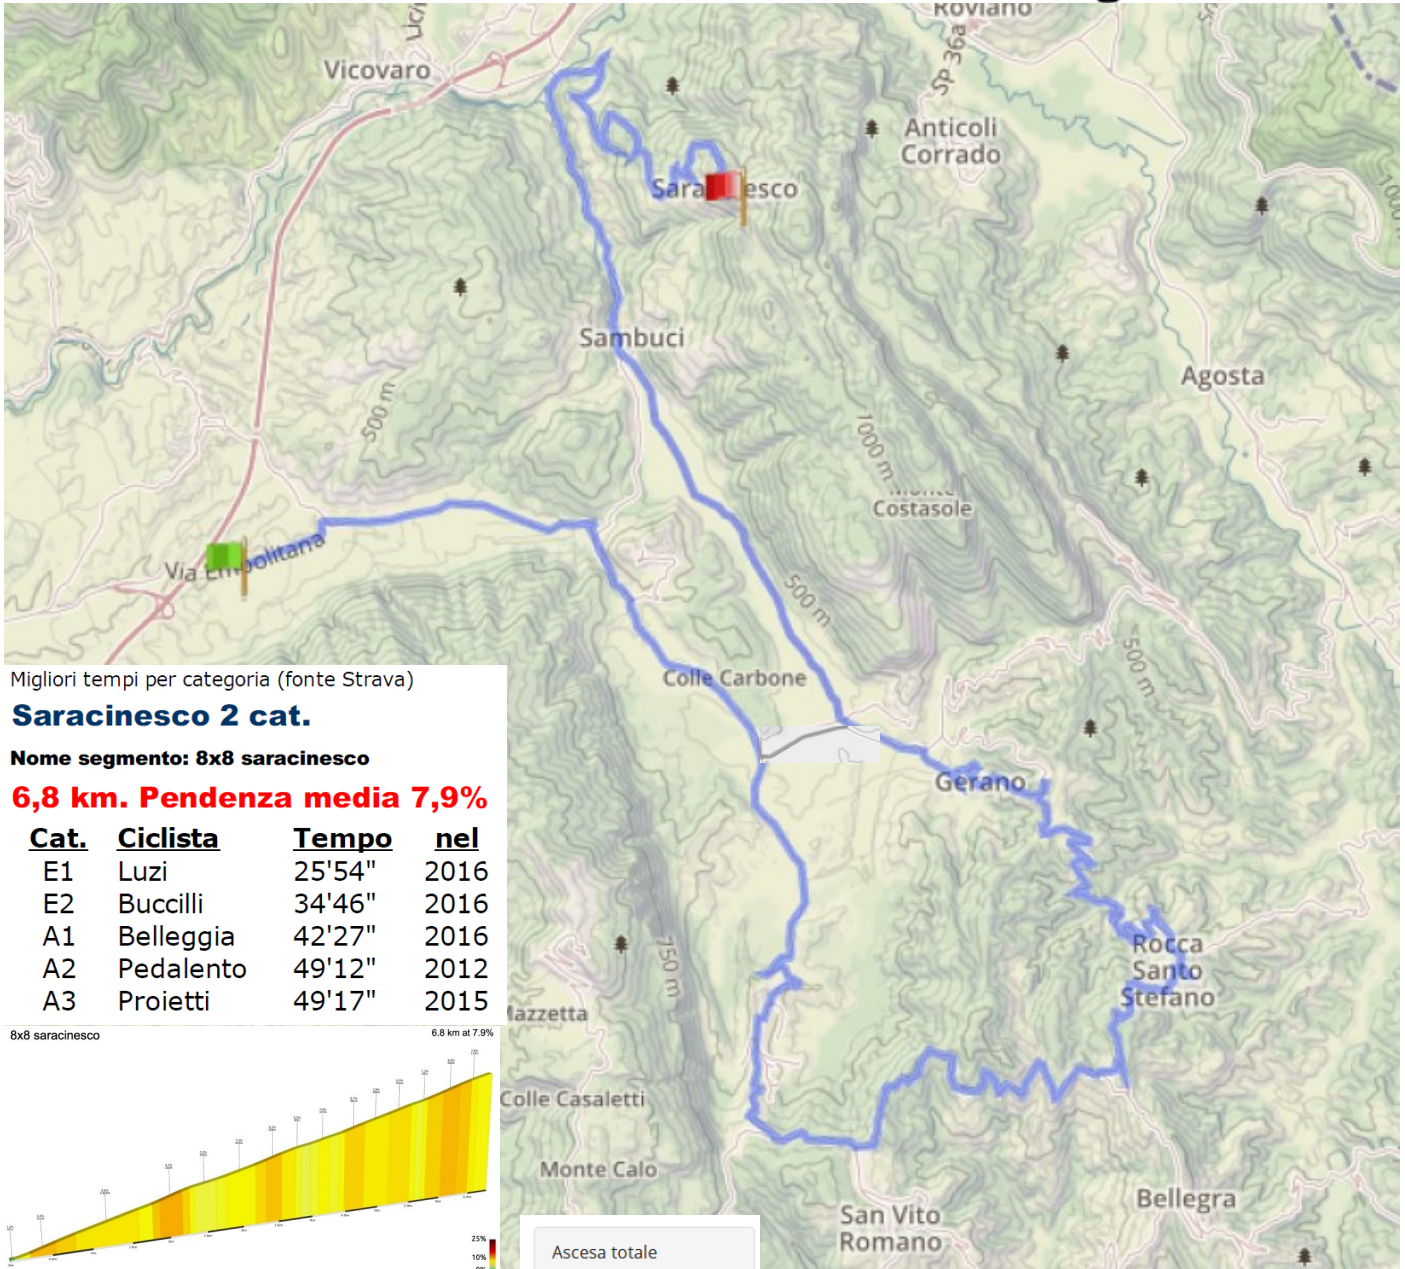 Roviano
Vicovaro
Sp 36a
Anticoli
Corrado
1000 m
Sambuci
Agosta
500 m
1000 m
Costasole
Via
500 m
500 m
Colle Carbone
Gerano
Rocca
Santo
Stefano
750 m
Colle Casaletti
Monte Calo
San Vito
Romano
Bellegra
Migliori tempi per categoria (fonte Strava)
Saracinesco 2 cat.
Nome segmento: 8x8 saracinesco
6,8 km. Pendenza media 7,9%
Cat. Ciclista Tempo nel
E1 Luzi 25'54" 2016
E2 Buccilli 34'46" 2016
A1 Belleggia 42'27" 2016
A2 Pedalento 49'12" 2012
A3 Proietti 49'17" 2015
8x8 saracinesco 6.8 km at 7.9%
25%
10%
Ascesa totale